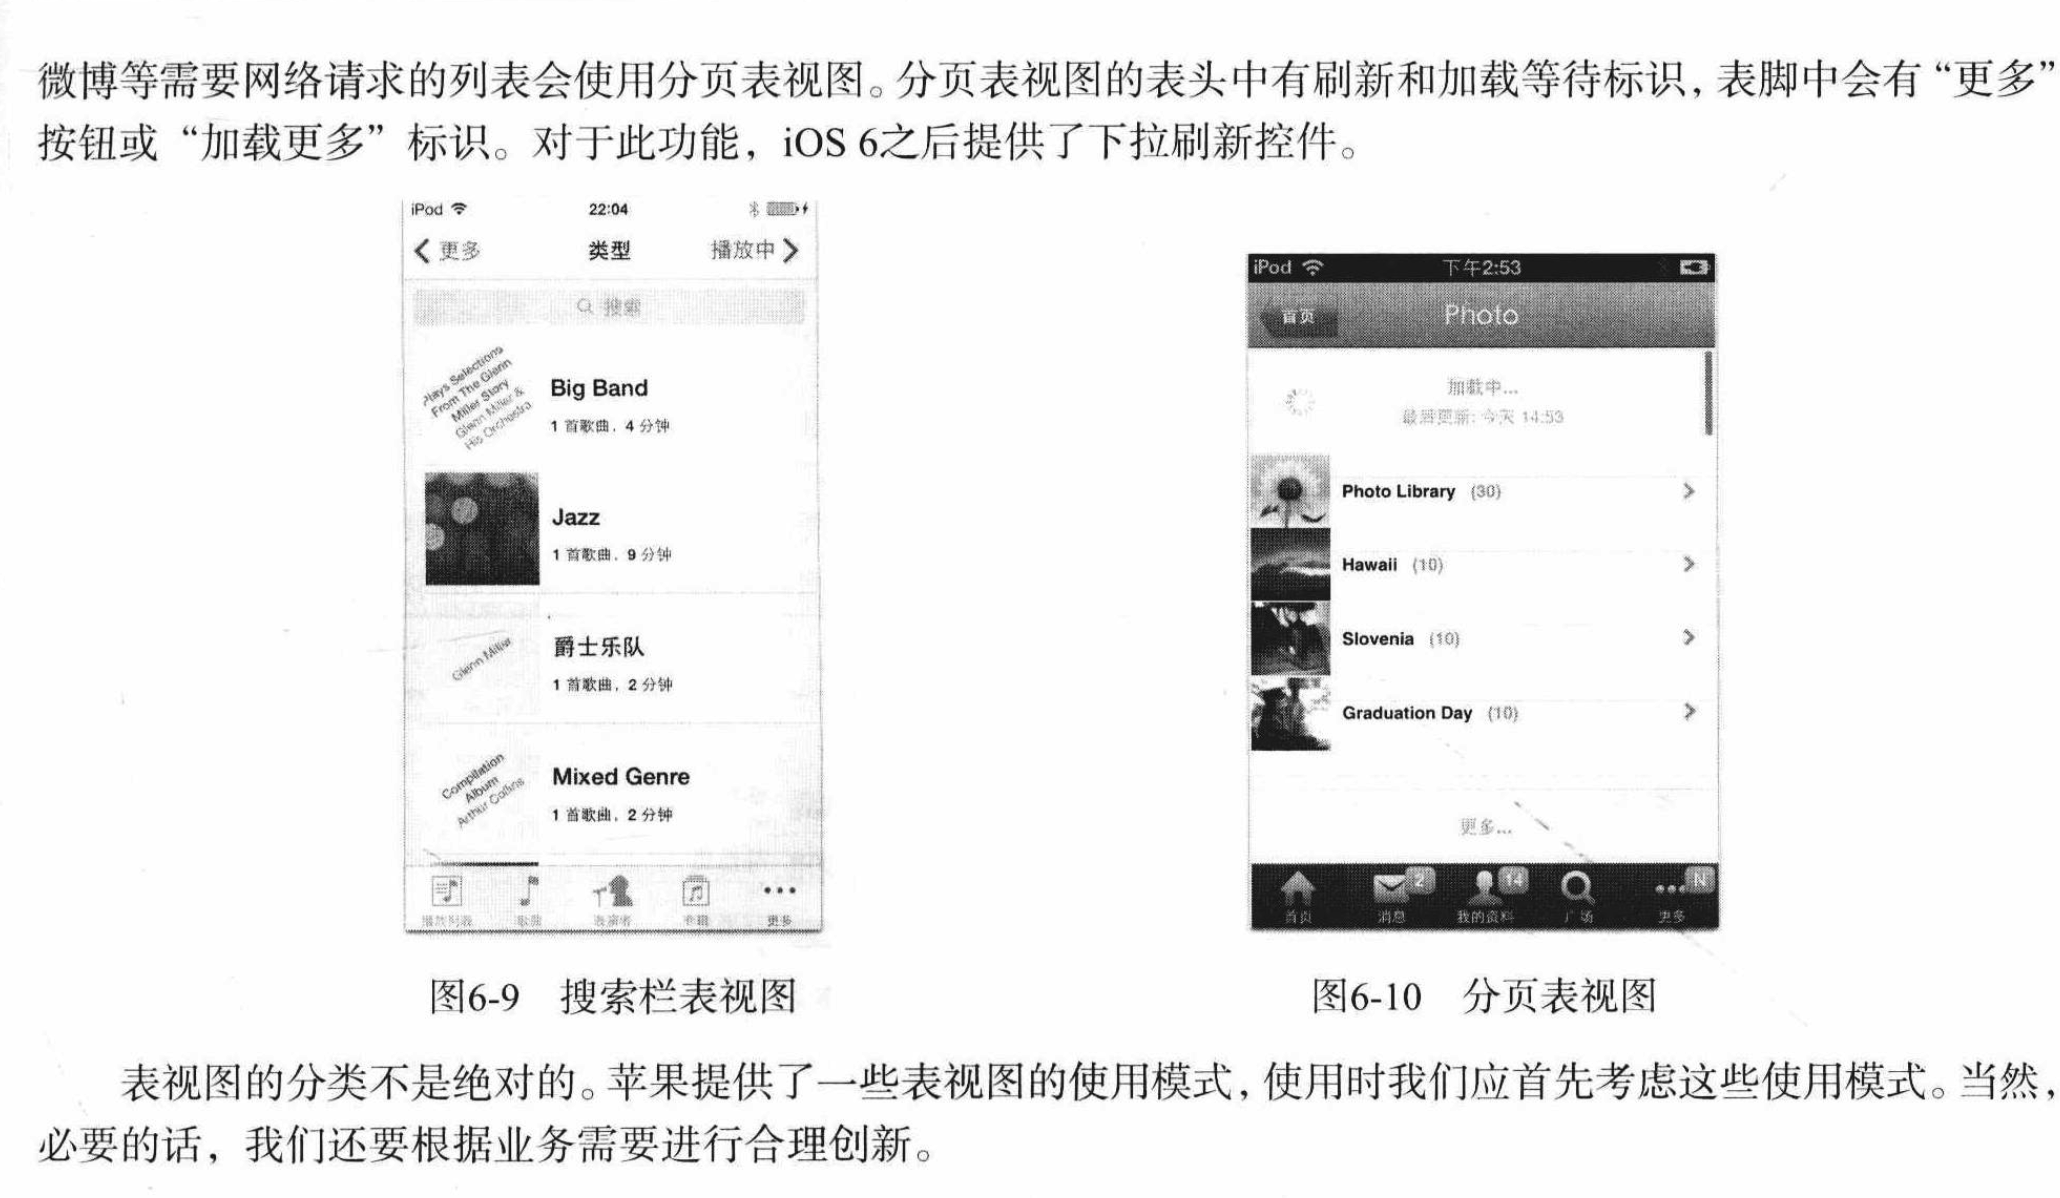 微博等需要网络请求的列表会使用分页表视图。分页表视图的表头中有刷新和加载等待标识，表脚中会有“更多”
按钮或“加载更多”标识。对于此功能，iOS 6之后提供了下拉刷新控件。
iPod 22:04
更多 类型 播放中
搜索
Plays Selections
From The Glenn
Miller Story
Glenn Miller &
His Orchestra
Big Band
1 首歌曲，4 分钟
Jazz
1 首歌曲，9 分钟
Glenn Miller
爵士乐队
1 首歌曲，2 分钟
Compilation
Album
Arthur Collins
Mixed Genre
1 首歌曲，2 分钟
播放列表 歌曲 表演者 专辑 更多
图6-9 搜索栏表视图
iPod 下午2:53
首页 Photo
加载中...
最后更新: 今天 14:53
Photo Library (30)
Hawaii (10)
Slovenia (10)
Graduation Day (10)
更多...
2 14 N
首页 消息 我的资料 广场 更多
图6-10 分页表视图
表视图的分类不是绝对的。苹果提供了一些表视图的使用模式，使用时我们应首先考虑这些使用模式。当然，
必要的话，我们还要根据业务需要进行合理创新。